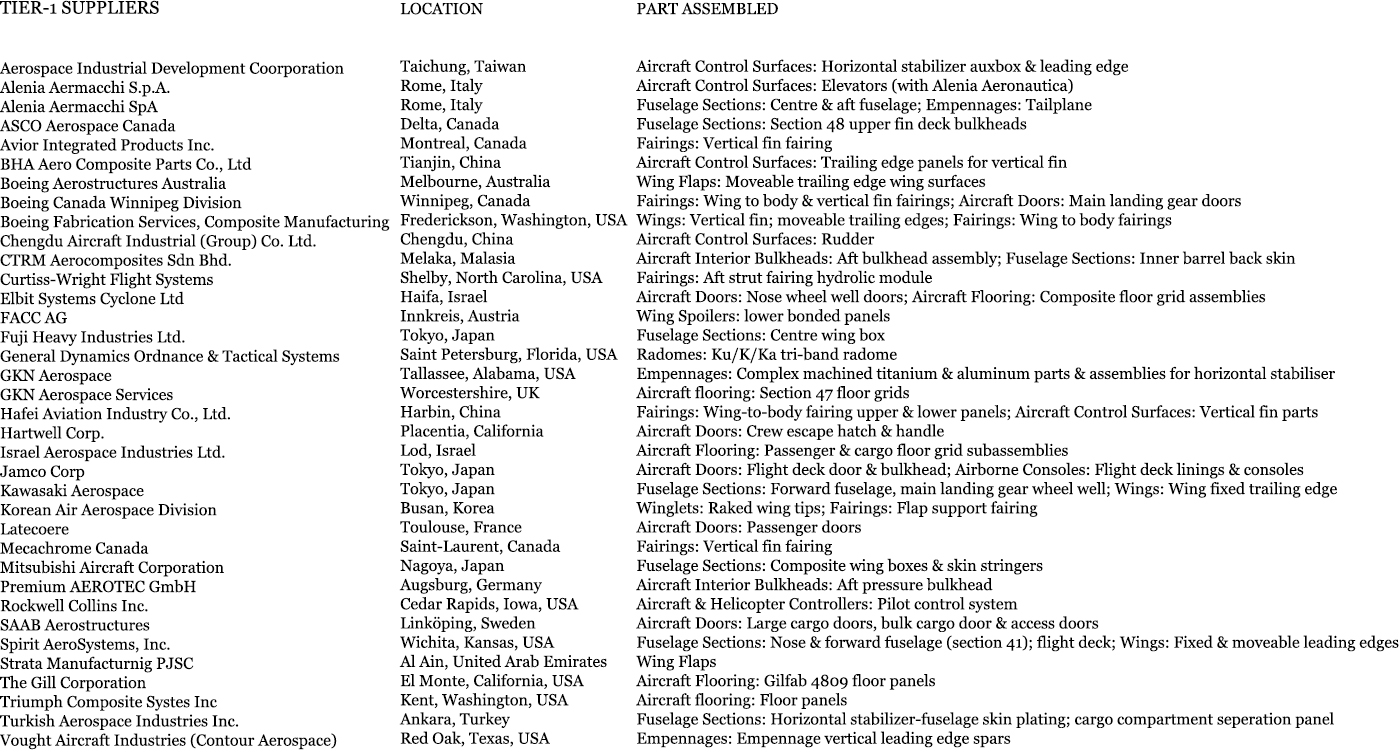 TIER-1 SUPPLIERS LOCATION PART ASSEMBLED
Aerospace Industrial Development Coorporation Taichung, Taiwan Aircraft Control Surfaces: Horizontal stabilizer auxbox & leading edge
Alenia Aermacchi S.p.A. Rome, Italy Aircraft Control Surfaces: Elevators (with Alenia Aeronautica)
Alenia Aermacchi SpA Rome, Italy Fuselage Sections: Centre & aft fuselage; Empennages: Tailplane
ASCO Aerospace Canada Delta, Canada Fuselage Sections: Section 48 upper fin deck bulkheads
Avior Integrated Products Inc. Montreal, Canada Fairings: Vertical fin fairing
BHA Aero Composite Parts Co., Ltd Tianjin, China Aircraft Control Surfaces: Trailing edge panels for vertical fin
Boeing Aerostructures Australia Melbourne, Australia Wing Flaps: Moveable trailing edge wing surfaces
Boeing Canada Winnipeg Division Winnipeg, Canada Fairings: Wing to body & vertical fin fairings; Aircraft Doors: Main landing gear doors
Boeing Fabrication Services, Composite Manufacturing Frederickson, Washington, USA Wings: Vertical fin; moveable trailing edges; Fairings: Wing to body fairings
Chengdu Aircraft Industrial (Group) Co. Ltd. Chengdu, China Aircraft Control Surfaces: Rudder
CTRM Aerocomposites Sdn Bhd. Melaka, Malasia Aircraft Interior Bulkheads: Aft bulkhead assembly; Fuselage Sections: Inner barrel back skin
Curtiss-Wright Flight Systems Shelby, North Carolina, USA Fairings: Aft strut fairing hydrolic module
Elbit Systems Cyclone Ltd Haifa, Israel Aircraft Doors: Nose wheel well doors; Aircraft Flooring: Composite floor grid assemblies
FACC AG Innkreis, Austria Wing Spoilers: lower bonded panels
Fuji Heavy Industries Ltd. Tokyo, Japan Fuselage Sections: Centre wing box
General Dynamics Ordnance & Tactical Systems Saint Petersburg, Florida, USA Radomes: Ku/K/Ka tri-band radome
GKN Aerospace Tallassee, Alabama, USA Empennages: Complex machined titanium & aluminum parts & assemblies for horizontal stabiliser
GKN Aerospace Services Worcestershire, UK Aircraft flooring: Section 47 floor grids
Hafei Aviation Industry Co., Ltd. Harbin, China Fairings: Wing-to-body fairing upper & lower panels; Aircraft Control Surfaces: Vertical fin parts
Hartwell Corp. Placentia, California Aircraft Doors: Crew escape hatch & handle
Israel Aerospace Industries Ltd. Lod, Israel Aircraft Flooring: Passenger & cargo floor grid subassemblies
Jamco Corp Tokyo, Japan Aircraft Doors: Flight deck door & bulkhead; Airborne Consoles: Flight deck linings & consoles
Kawasaki Aerospace Tokyo, Japan Fuselage Sections: Forward fuselage, main landing gear wheel well; Wings: Wing fixed trailing edge
Korean Air Aerospace Division Busan, Korea Winglets: Raked wing tips; Fairings: Flap support fairing
Latecoere Toulouse, France Aircraft Doors: Passenger doors
Mecachrome Canada Saint-Laurent, Canada Fairings: Vertical fin fairing
Mitsubishi Aircraft Corporation Nagoya, Japan Fuselage Sections: Composite wing boxes & skin stringers
Premium AEROTEC GmbH Augsburg, Germany Aircraft Interior Bulkheads: Aft pressure bulkhead
Rockwell Collins Inc. Cedar Rapids, Iowa, USA Aircraft & Helicopter Controllers: Pilot control system
SAAB Aerostructures Linköping, Sweden Aircraft Doors: Large cargo doors, bulk cargo door & access doors
Spirit AeroSystems, Inc. Wichita, Kansas, USA Fuselage Sections: Nose & forward fuselage (section 41); flight deck; Wings: Fixed & moveable leading edges
Strata Manufacturnig PJSC Al Ain, United Arab Emirates Wing Flaps
The Gill Corporation El Monte, California, USA Aircraft Flooring: Gilfab 4809 floor panels
Triumph Composite Systes Inc Kent, Washington, USA Aircraft flooring: Floor panels
Turkish Aerospace Industries Inc. Ankara, Turkey Fuselage Sections: Horizontal stabilizer-fuselage skin plating; cargo compartment seperation panel
Vought Aircraft Industries (Contour Aerospace) Red Oak, Texas, USA Empennages: Empennage vertical leading edge spars